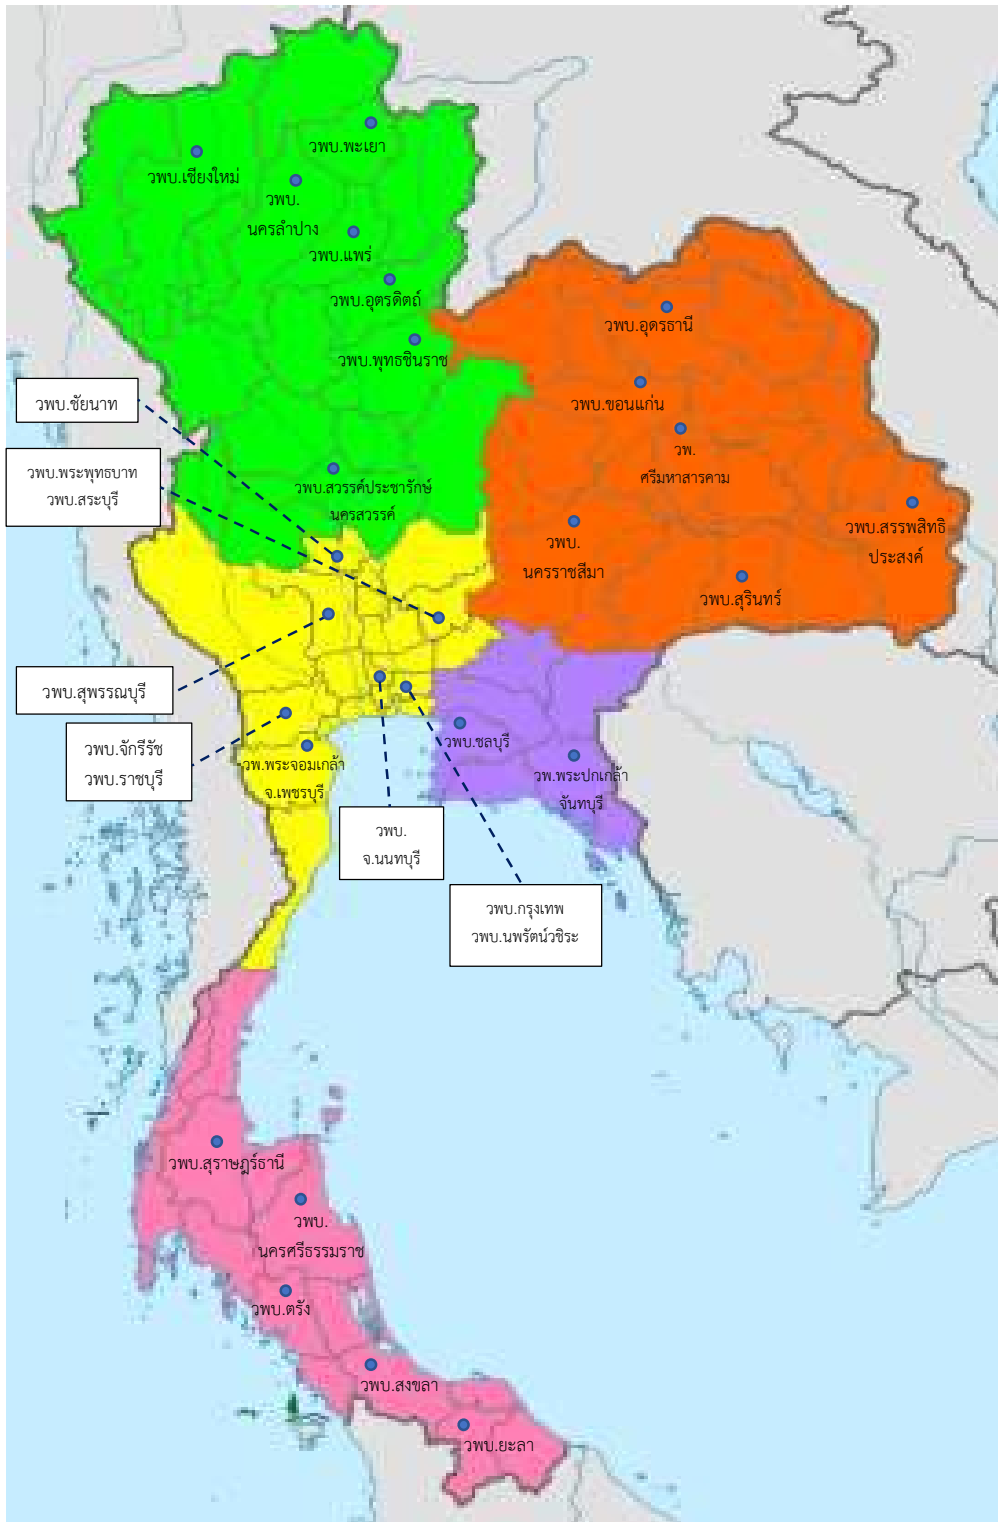 วพบ.พะเยา
วพบ.เชียงใหม่
วพบ.
นครลำปาง
วพบ.แพร่
วพบ.อุตรดิตถ์
วพบ.พุทธชินราช
วพบ.สวรรค์ประชารักษ์
นครสวรรค์
วพบ.อุดรธานี
วพบ.ขอนแก่น
วพ.
ศรีมหาสารคาม
วพบ.สรรพสิทธิ
ประสงค์
วพบ.
นครราชสีมา
วพบ.สุรินทร์
วพบ.ชัยนาท
วพบ.พระพุทธบาท
วพบ.สระบุรี
วพบ.สุพรรณบุรี
วพบ.จักรีรัช
วพบ.ราชบุรี
วพ.พระจอมเกล้า
จ.เพชรบุรี
วพบ.ชลบุรี
วพ.พระปกเกล้า
จันทบุรี
วพบ.
จ.นนทบุรี
วพบ.กรุงเทพ
วพบ.นพรัตน์วชิระ
วพบ.สุราษฎร์ธานี
วพบ.
นครศรีธรรมราช
วพบ.ตรัง
วพบ.สงขลา
วพบ.ยะลา